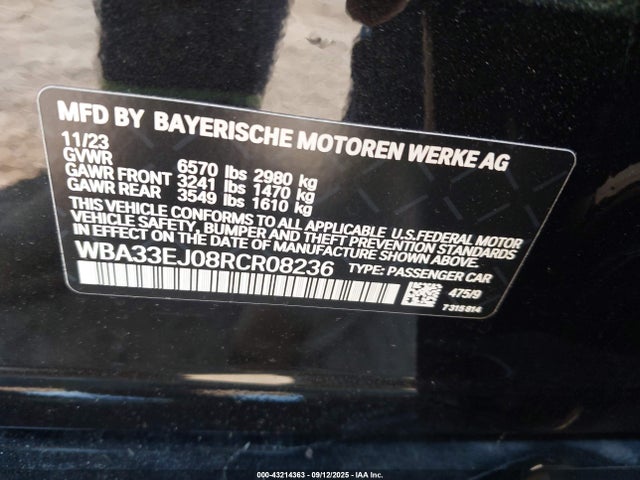 MFD BY BAYERISCHE MOTOREN WERKE AG
11/23
GVWR 6570 lbs 2980 kg
GAWR FRONT 3241 lbs 1470 kg
GAWR REAR 3549 lbs 1610 kg
THIS VEHICLE CONFORMS TO ALL APPLICABLE U.S.FEDERAL MOTOR
VEHICLE SAFETY, BUMPER AND THEFT PREVENTION STANDARDS
IN EFFECT ON THE DATE OF MANUFACTURE SHOWN ABOVE.
WBA33EJ08RCR08236 TYPE: PASSENGER CAR
475/9
7 315 814
000-43214363 - 09/12/2025 - IAA Inc.